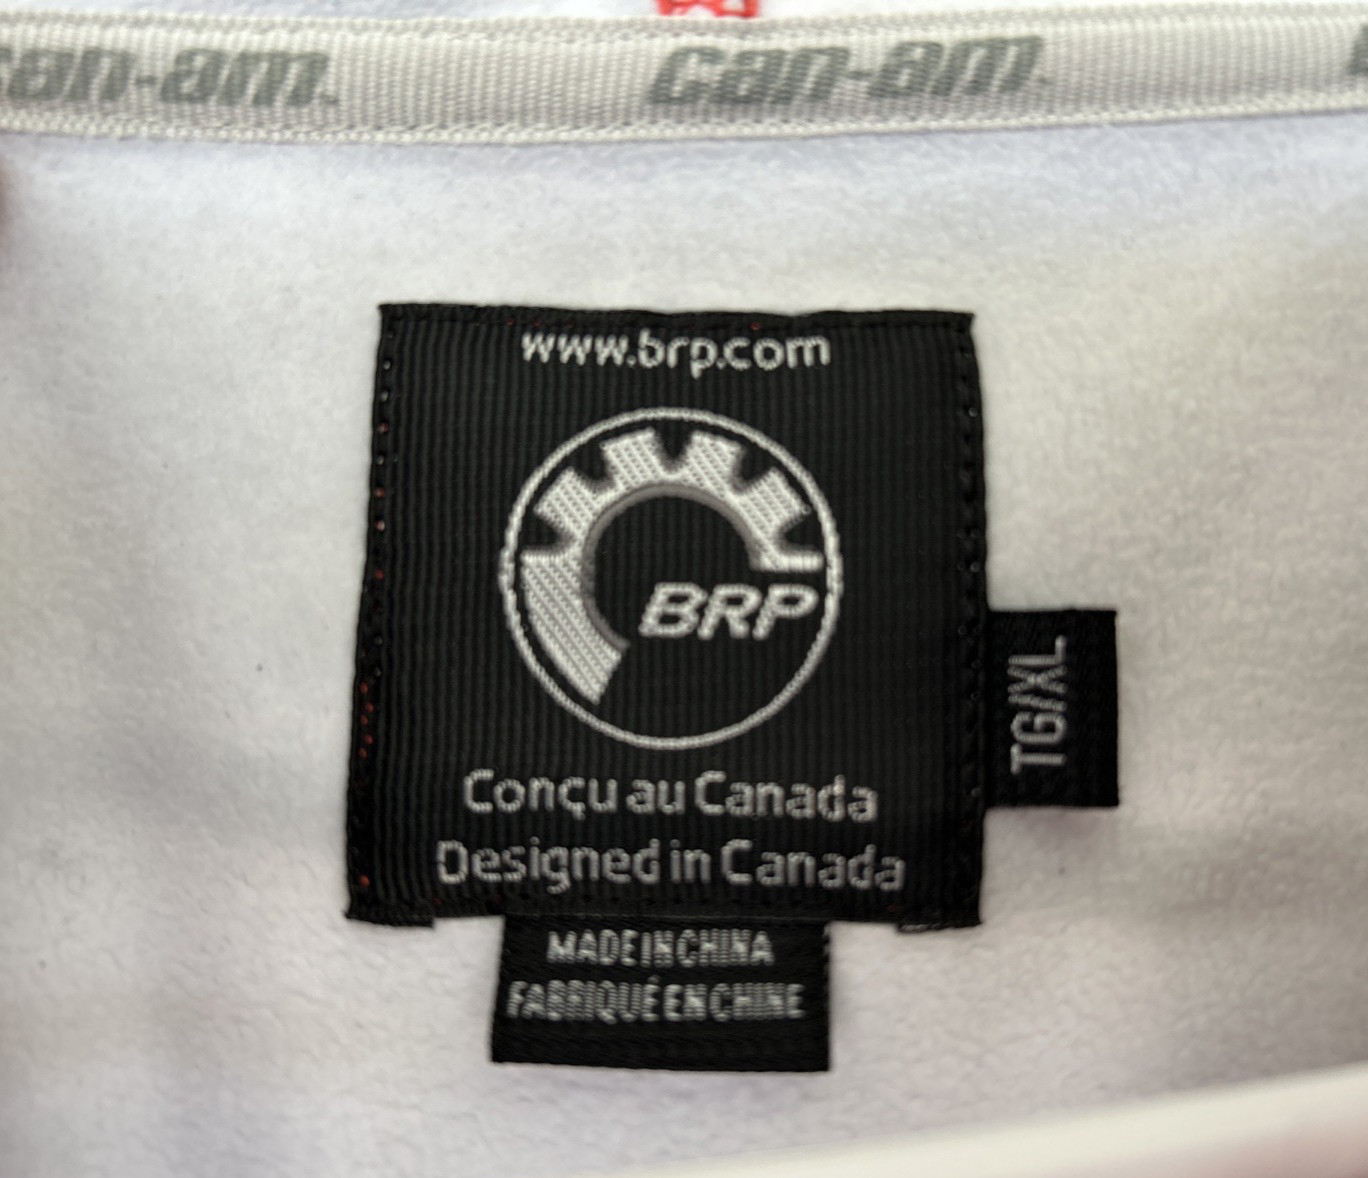 can-am can-am
www.brp.com
BRP
TG/XL
Conçu au Canada
Designed in Canada
MADE IN CHINA
FABRIQUÉ EN CHINE